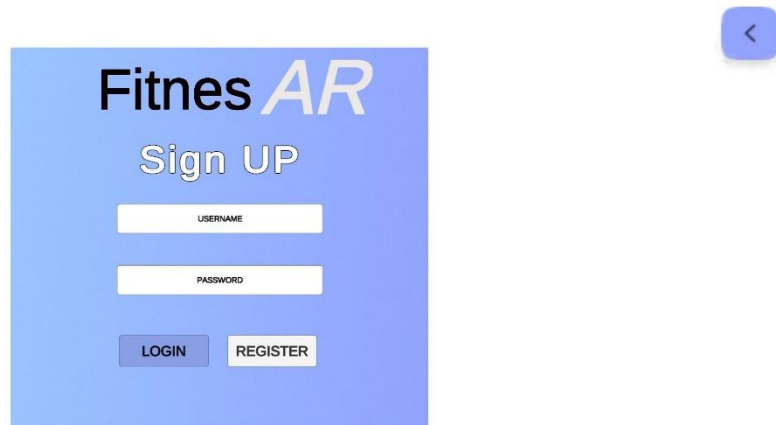 Fitnes AR
Sign UP
USERNAME
PASSWORD
LOGIN REGISTER